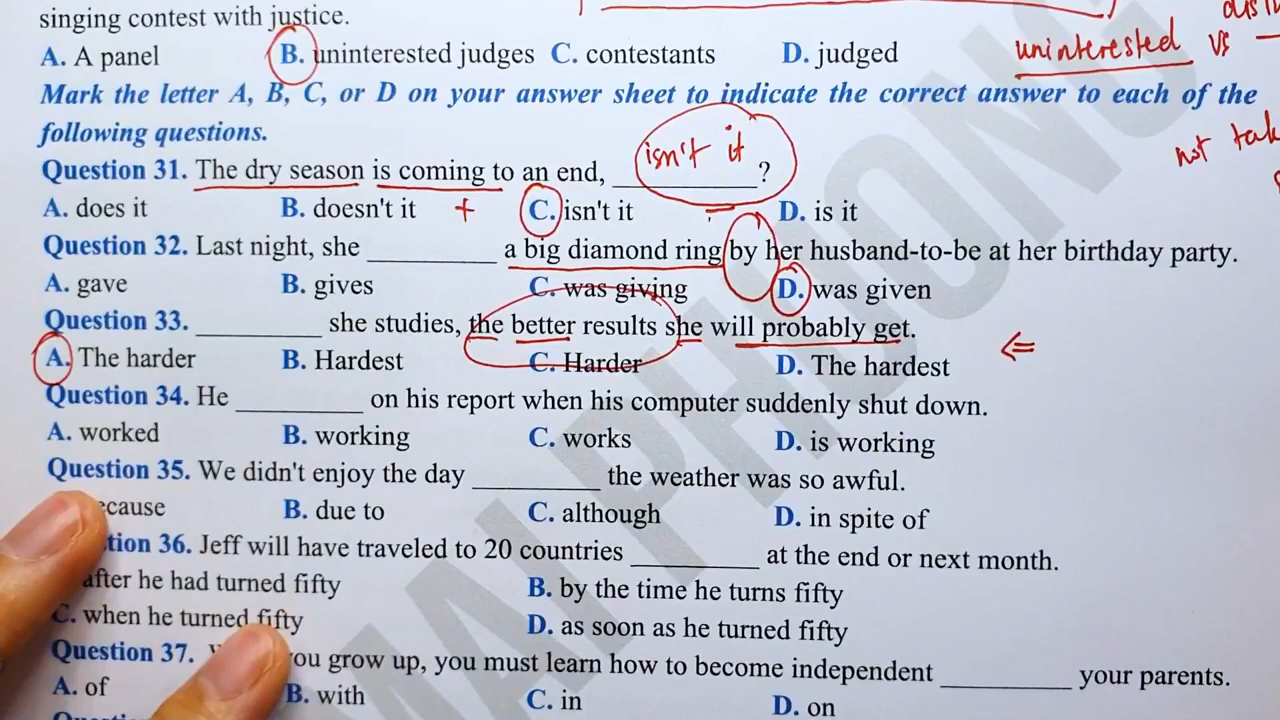 singing contest with justice.
A. A panel B. uninterested judges C. contestants D. judged
uninterested vs
Mark the letter A, B, C, or D on your answer sheet to indicate the correct answer to each of the
following questions.
not
isn't it
Question 31. The dry season is coming to an end, __________?
A. does it B. doesn't it + C. isn't it - D. is it
Question 32. Last night, she _________ a big diamond ring by her husband-to-be at her birthday party.
A. gave B. gives C. was giving D. was given
Question 33. _________ she studies, the better results she will probably get.
A. The harder B. Hardest C. Harder D. The hardest
Question 34. He _________ on his report when his computer suddenly shut down.
A. worked B. working C. works D. is working
Question 35. We didn't enjoy the day _________ the weather was so awful.
ecause B. due to C. although D. in spite of
tion 36. Jeff will have traveled to 20 countries _________ at the end or next month.
after he had turned fifty B. by the time he turns fifty
C. when he turned fifty D. as soon as he turned fifty
Question 37. ou grow up, you must learn how to become independent _________ your parents.
A. of B. with C. in D. on
MAI PHUONG